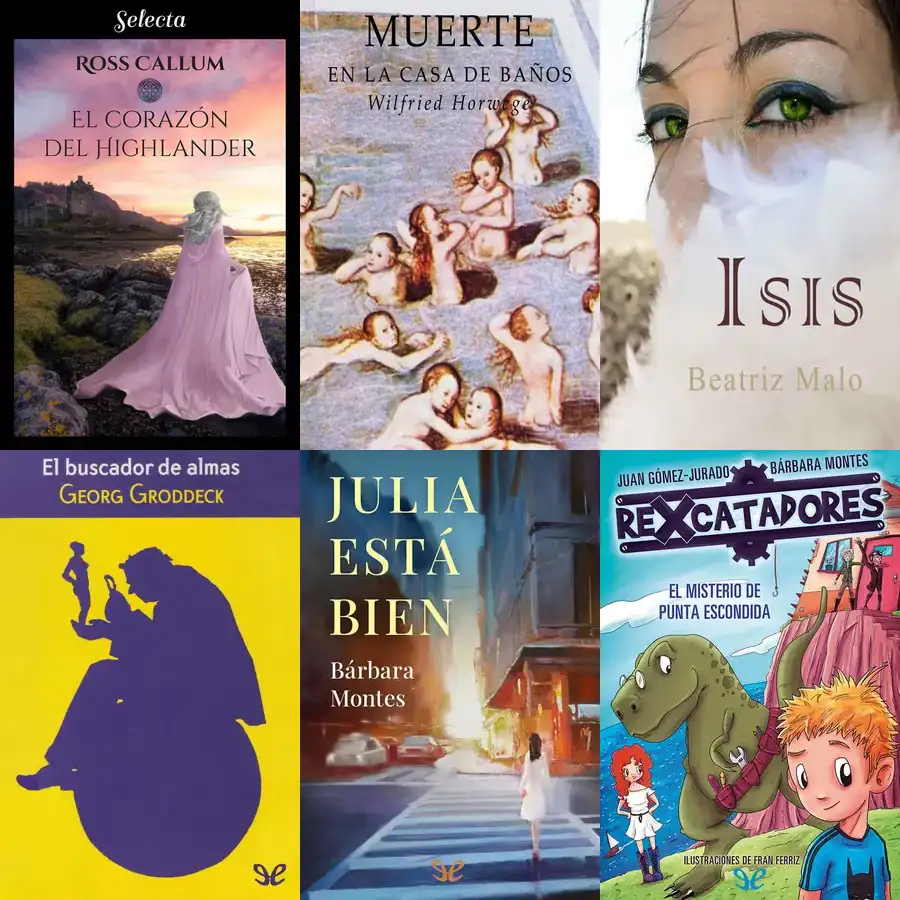 Selecta
ROSS CALLUM
EL CORAZÓN
DEL HIGHLANDER
MUERTE
EN LA CASA DE BAÑOS
Wilfried Horwege
ISIS
Beatriz Malo
El buscador de almas
GEORG GRODDECK
JULIA
ESTÁ
BIEN
Bárbara
Montes
JUAN GÓMEZ-JURADO BÁRBARA MONTES
REXCATADORES
EL MISTERIO DE
PUNTA ESCONDIDA
ILUSTRACIONES DE FRAN FERRIZ